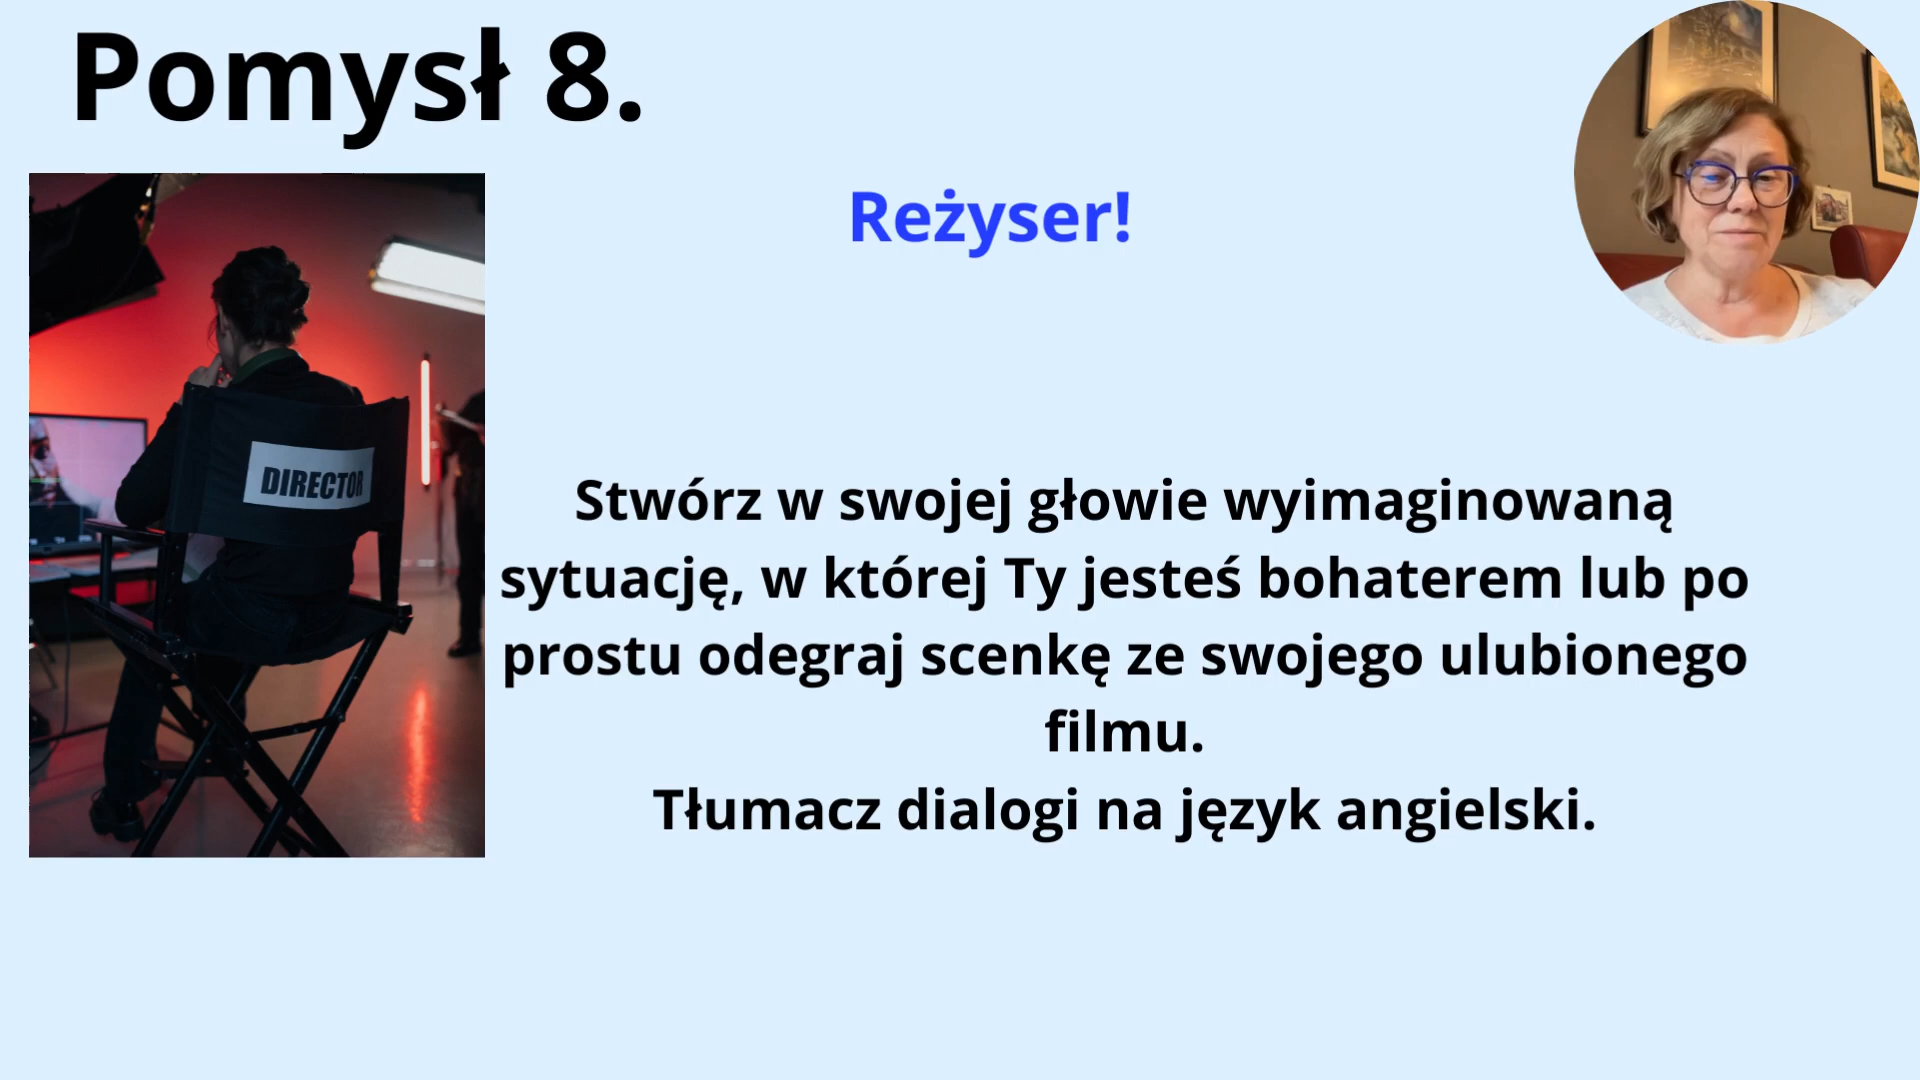 Pomysł 8.
Reżyser!
DIRECTOR
Stwórz w swojej głowie wyimaginowaną
sytuację, w której Ty jesteś bohaterem lub po
prostu odegraj scenkę ze swojego ulubionego
filmu.
Tłumacz dialogi na język angielski.